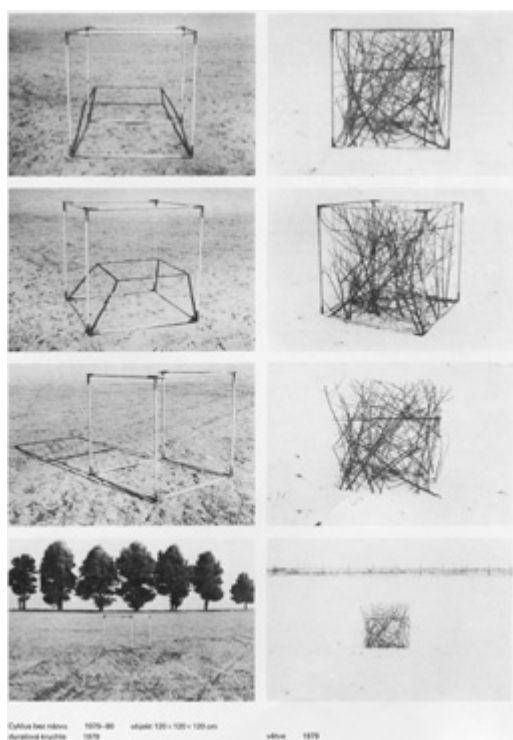 Cyklus bez názvu 1979–80 objekt 120 × 120 × 120 cm
duralová krychle 1979 větve 1979